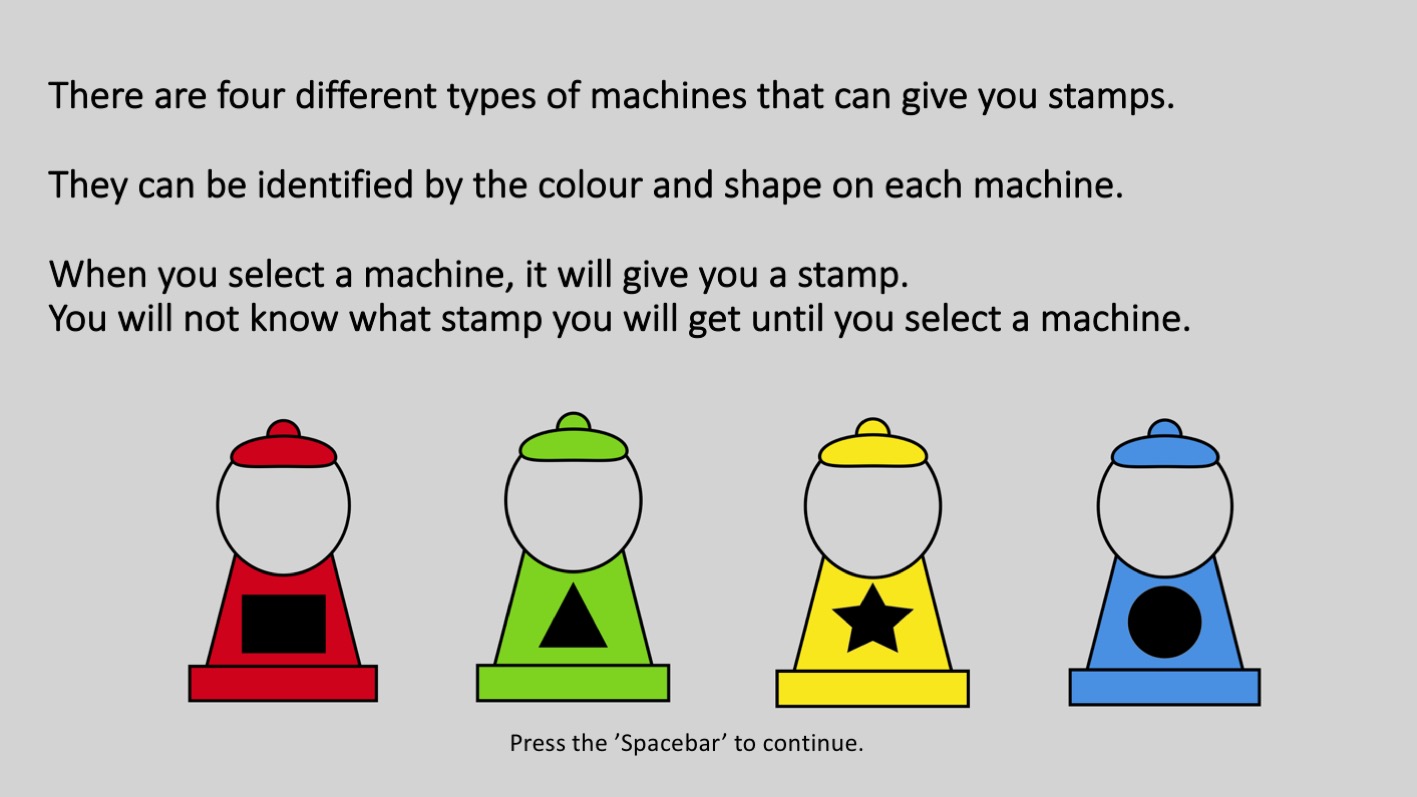 There are four different types of machines that can give you stamps.
They can be identified by the colour and shape on each machine.
When you select a machine, it will give you a stamp.
You will not know what stamp you will get until you select a machine.
Press the ’Spacebar’ to continue.